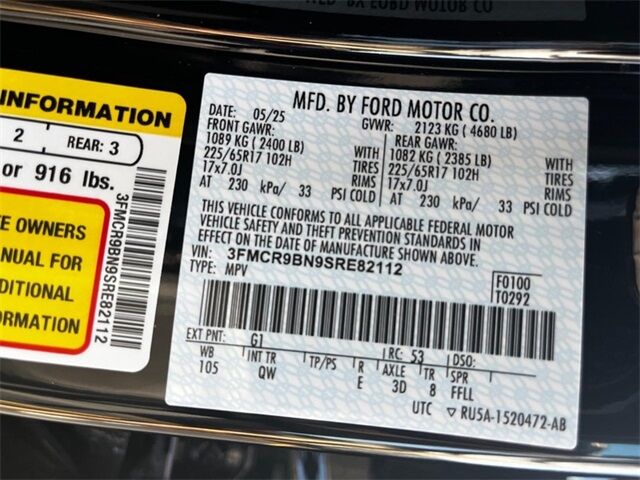 FORD MOTOR CO
INFORMATION
2 REAR: 3
or 916 lbs.
OWNERS
MANUAL FOR
3FMCR9BN9SRE82112
MFD. BY FORD MOTOR CO.
DATE: 05/25 GVWR: 2123 KG ( 4680 LB)
FRONT GAWR: REAR GAWR:
1089 KG ( 2400 LB) WITH 1082 KG ( 2385 LB) WITH
225/65R17 102H TIRES 225/65R17 102H TIRES
17x7.0J RIMS 17x7.0J RIMS
AT 230 kPa/ 33 PSI COLD AT 230 kPa/ 33 PSI COLD
THIS VEHICLE CONFORMS TO ALL APPLICABLE FEDERAL MOTOR
VEHICLE SAFETY AND THEFT PREVENTION STANDARDS IN
EFFECT ON THE DATE OF MANUFACTURE SHOWN ABOVE.
VIN: 3FMCR9BN9SRE82112
TYPE: MPV
F0100
T0292
EXT PNT: G1 RC: 53 DSO:
WB INT TR TP/PS R AXLE TR SPR
105 QW E 3D 8 FFLL
UTC ▽ RU5A-1520472-AB